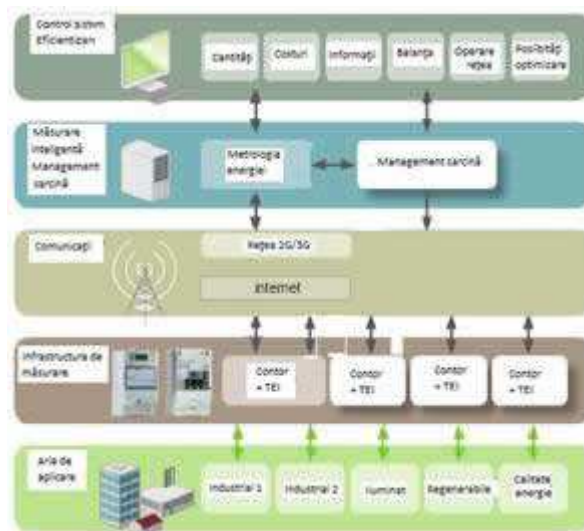 Control sistem
Eficientizari
Cantităţi
Costuri
Informaţii
Balanţa
Operare
reţea
Posibităţi
optimizare
Măsurare
inteligentă
Management
sarcină
Metrologia
energiei
Management sarcină
Comunicaţii
Reţea 2G/3G
internet
Infrastructura de
măsurare
Contor
+ TEI
Contor
+ TEI
Contor
+ TEI
Contor
+ TEI
Aria de
aplicare
Industrial 1
Industrial 2
Iluminat
Regenerabile
Calitate
energie